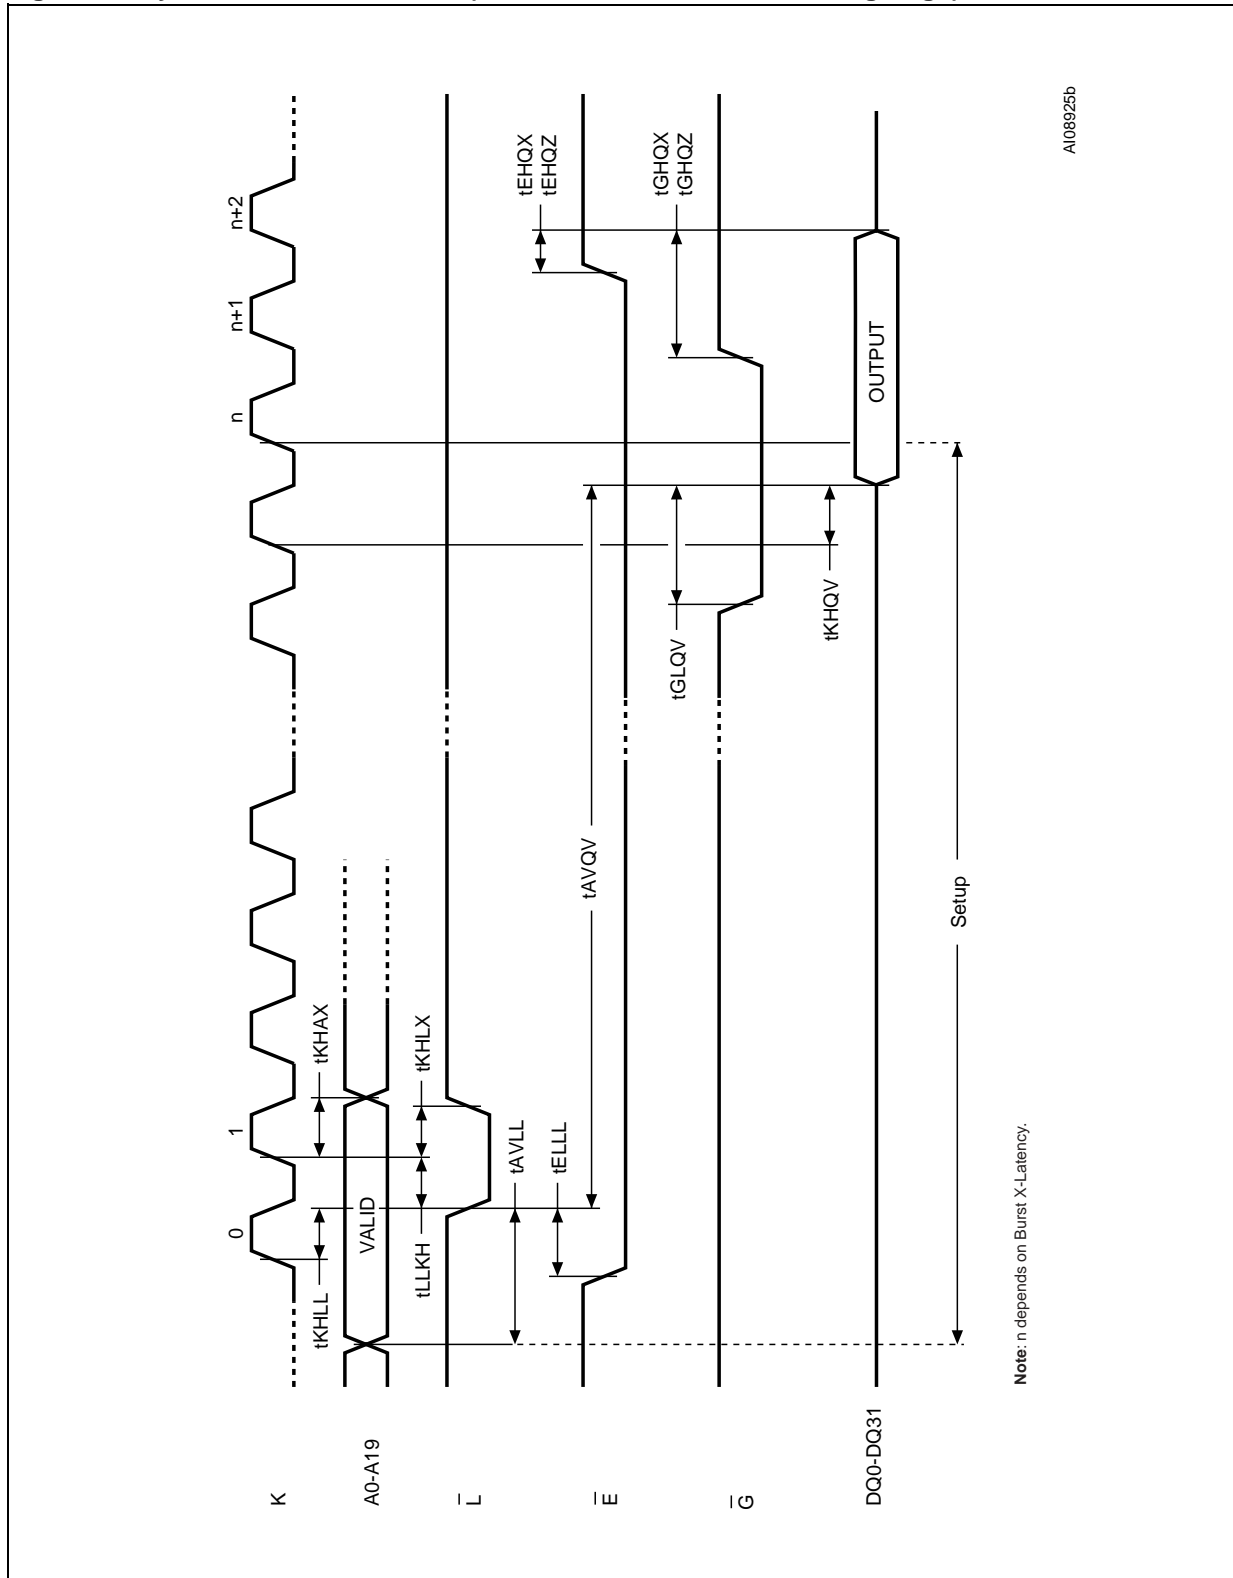 K
0
1
n
n+1
n+2
tKHLL
tKHAX
A0-A19
VALID
L
tLLKH
tKHLX
tAVLL
E
tELLL
tAVQV
tEHQX
tEHQZ
G
tGLQV
tGHQX
tGHQZ
tKHQV
DQ0-DQ31
OUTPUT
Setup
Note: n depends on Burst X-Latency.
AI08925b